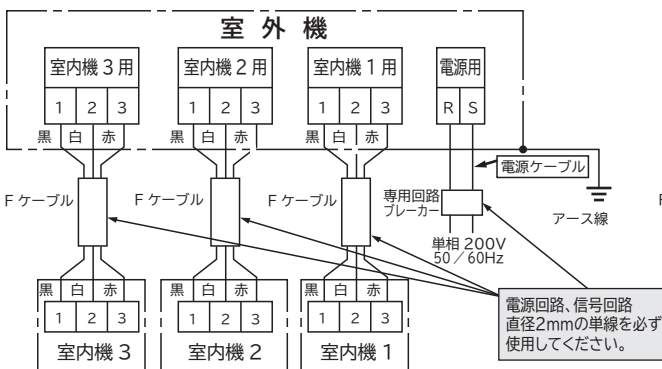 室外機
室内機3用 室内機2用 室内機1用 電源用
1 2 3 1 2 3 1 2 3 R S
黒 白 赤 黒 白 赤 黒 白 赤
電源ケーブル
Fケーブル Fケーブル Fケーブル 専用回路
ブレーカー
アース線
単相 200V
50/60Hz
黒 白 赤 黒 白 赤 黒 白 赤
1 2 3 1 2 3 1 2 3
室内機3 室内機2 室内機1
電源回路、信号回路
直径2mmの単線を必ず
使用してください。